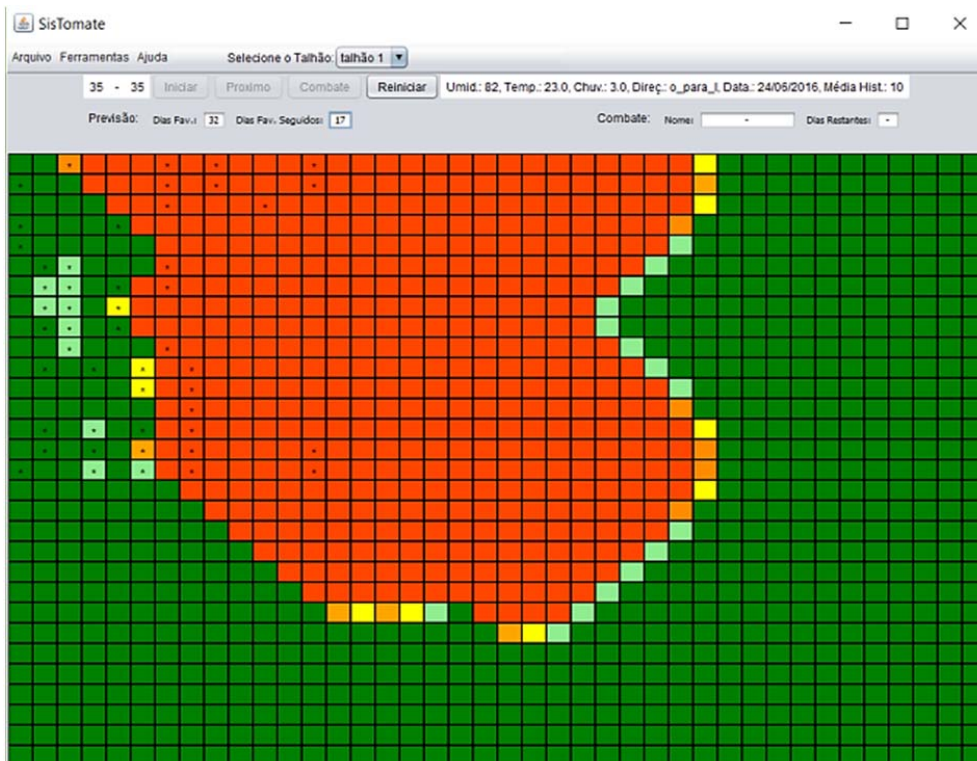 SisTomate
Arquivo Ferramentas Ajuda Selecione o Talhão: talhão 1
35 - 35 Iniciar Proximo Combate Reiniciar Umid.: 82, Temp.: 23.0, Chuv.: 3.0, Direç.: o_para_l, Data.: 24/06/2016, Média Hist.: 10
Previsão: Dias Fav.: 32 Dias Fav. Seguidos: 17 Combate: Nome: - Dias Restantes: -